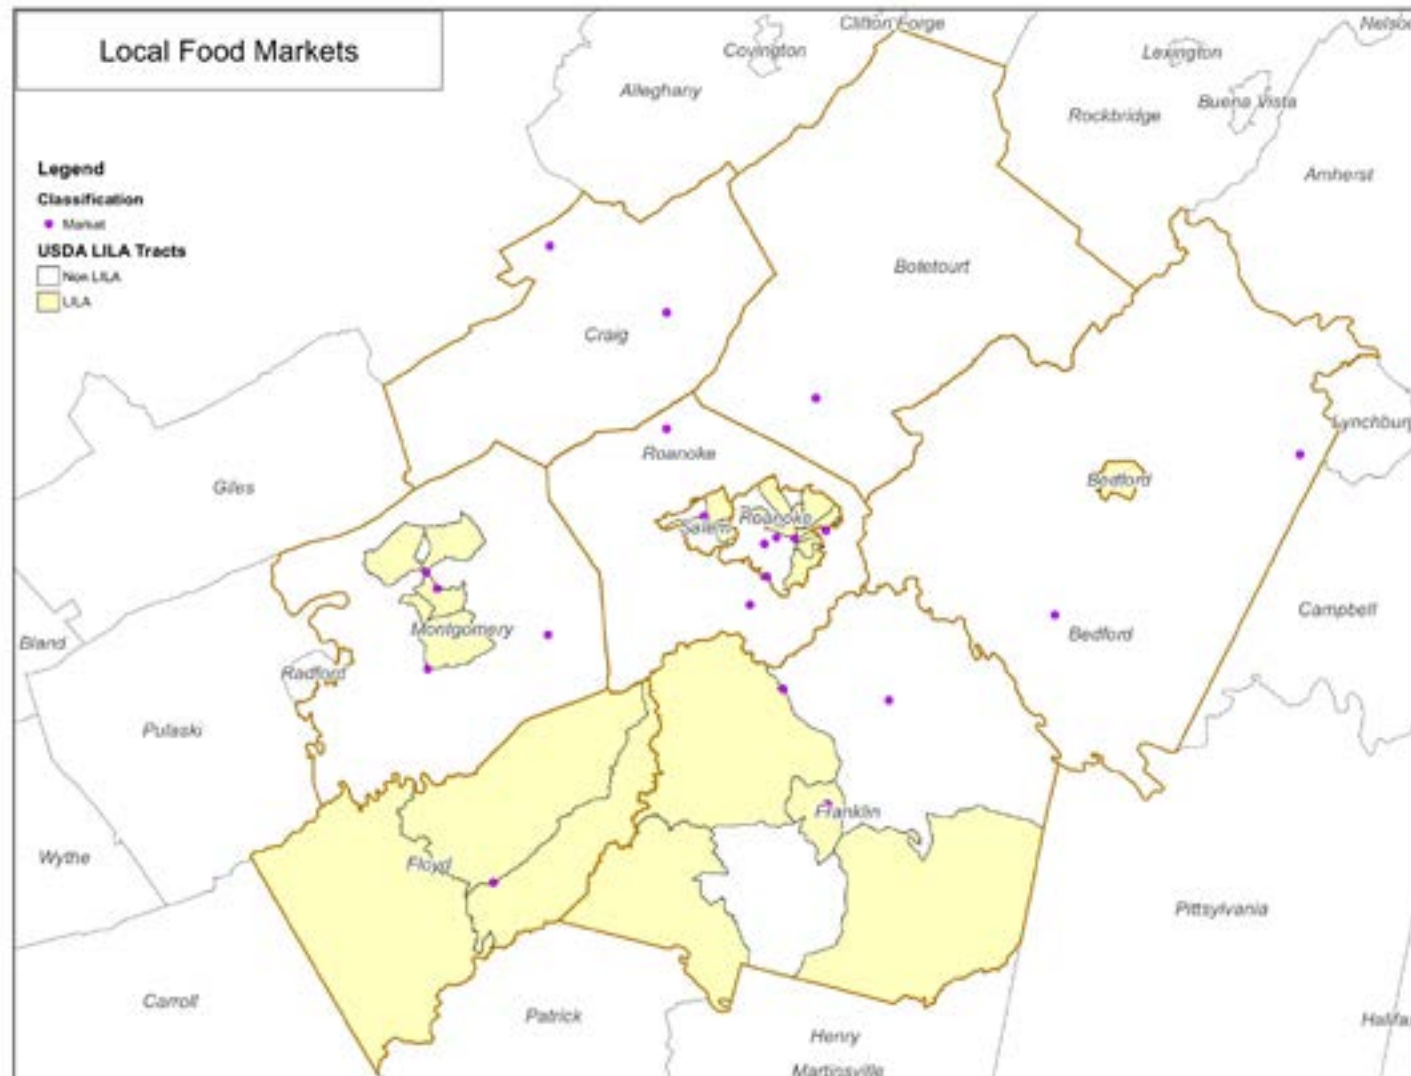 Local Food Markets
Legend
Classification
Market
USDA LILA Tracts
Non LILA
LILA
Clifton Forge
Covington
Lexington
Alleghany
Buena Vista
Rockbridge
Amherst
Botetourt
Craig
Lynchburg
Roanoke
Giles
Bedford
Salem
Roanoke
Campbell
Montgomery
Bland
Bedford
Radford
Pulaski
Franklin
Wythe
Floyd
Pittsylvania
Carroll
Patrick
Henry
Martinsville